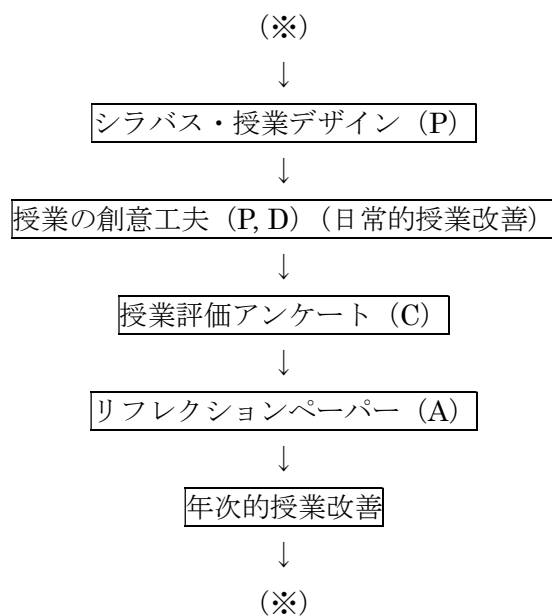 (※)
↓
シラバス・授業デザイン（P）
↓
授業の創意工夫（P, D）（日常的授業改善）
↓
授業評価アンケート（C）
↓
リフレクションペーパー（A）
↓
年次的授業改善
↓
(※)